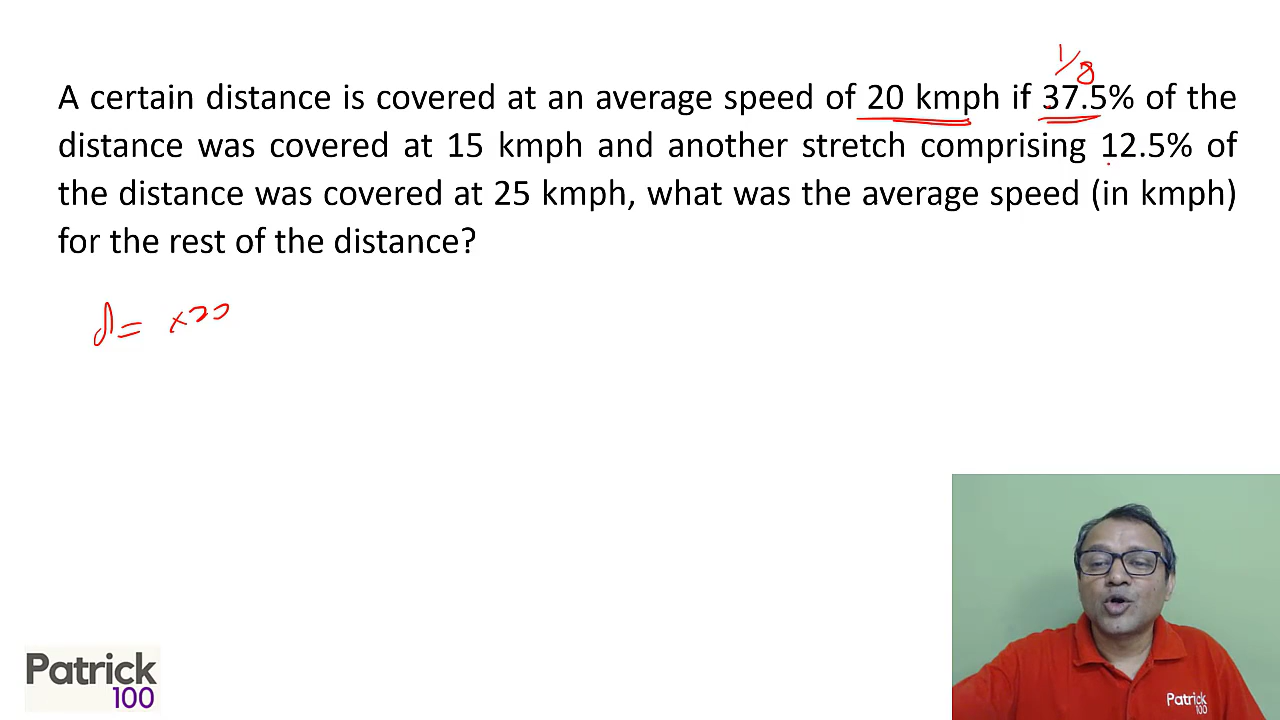 1/8
A certain distance is covered at an average speed of 20 kmph if 37.5% of the
distance was covered at 15 kmph and another stretch comprising 12.5% of
the distance was covered at 25 kmph, what was the average speed (in kmph)
for the rest of the distance?
d = x20
Patrick
100
Patrick
100